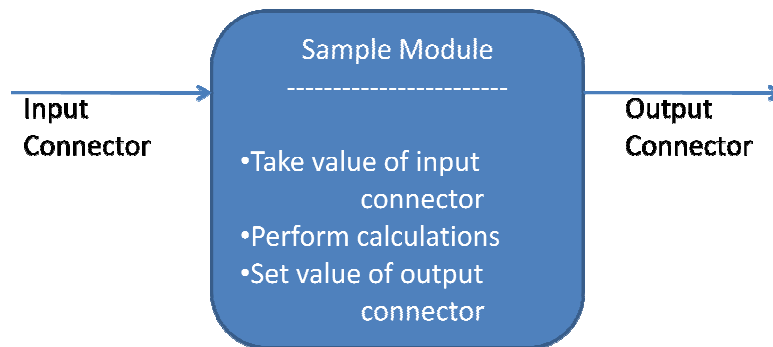 Sample Module
------------------------
Input
Connector
•Take value of input
connector
•Perform calculations
•Set value of output
connector
Output
Connector